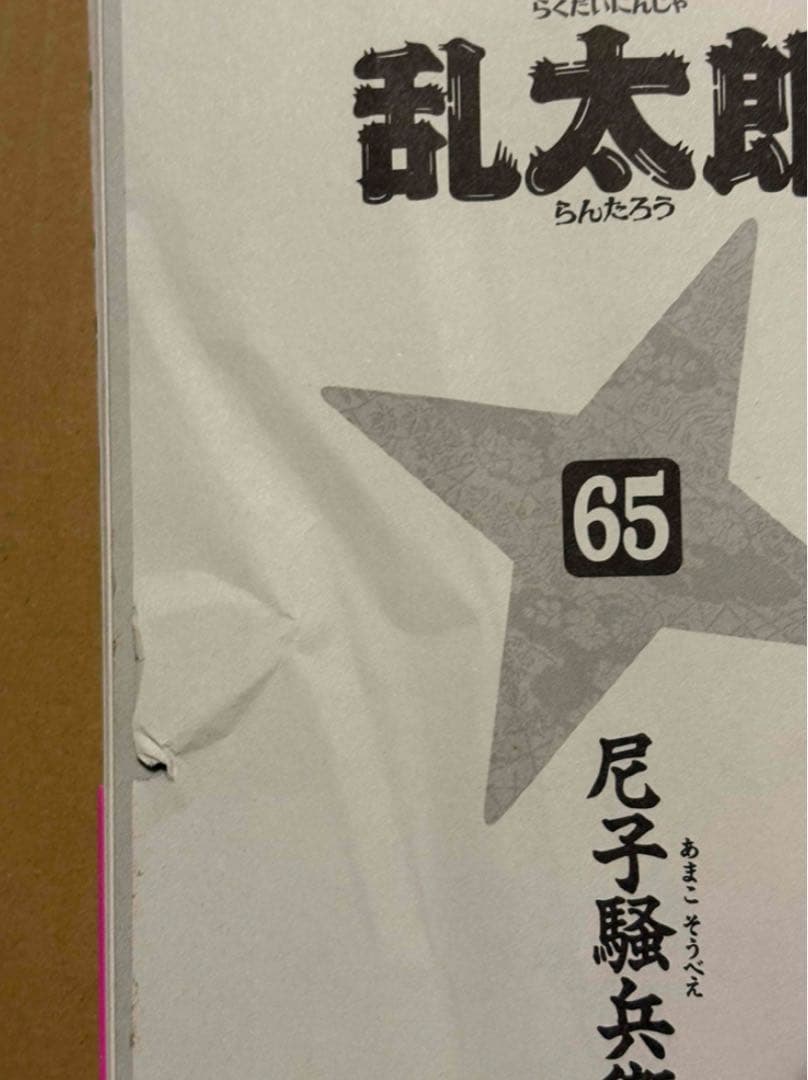 らくだいにんじゃ
乱太郎
らんたろう
65
尼子騒兵衛
あまこ そうべえ